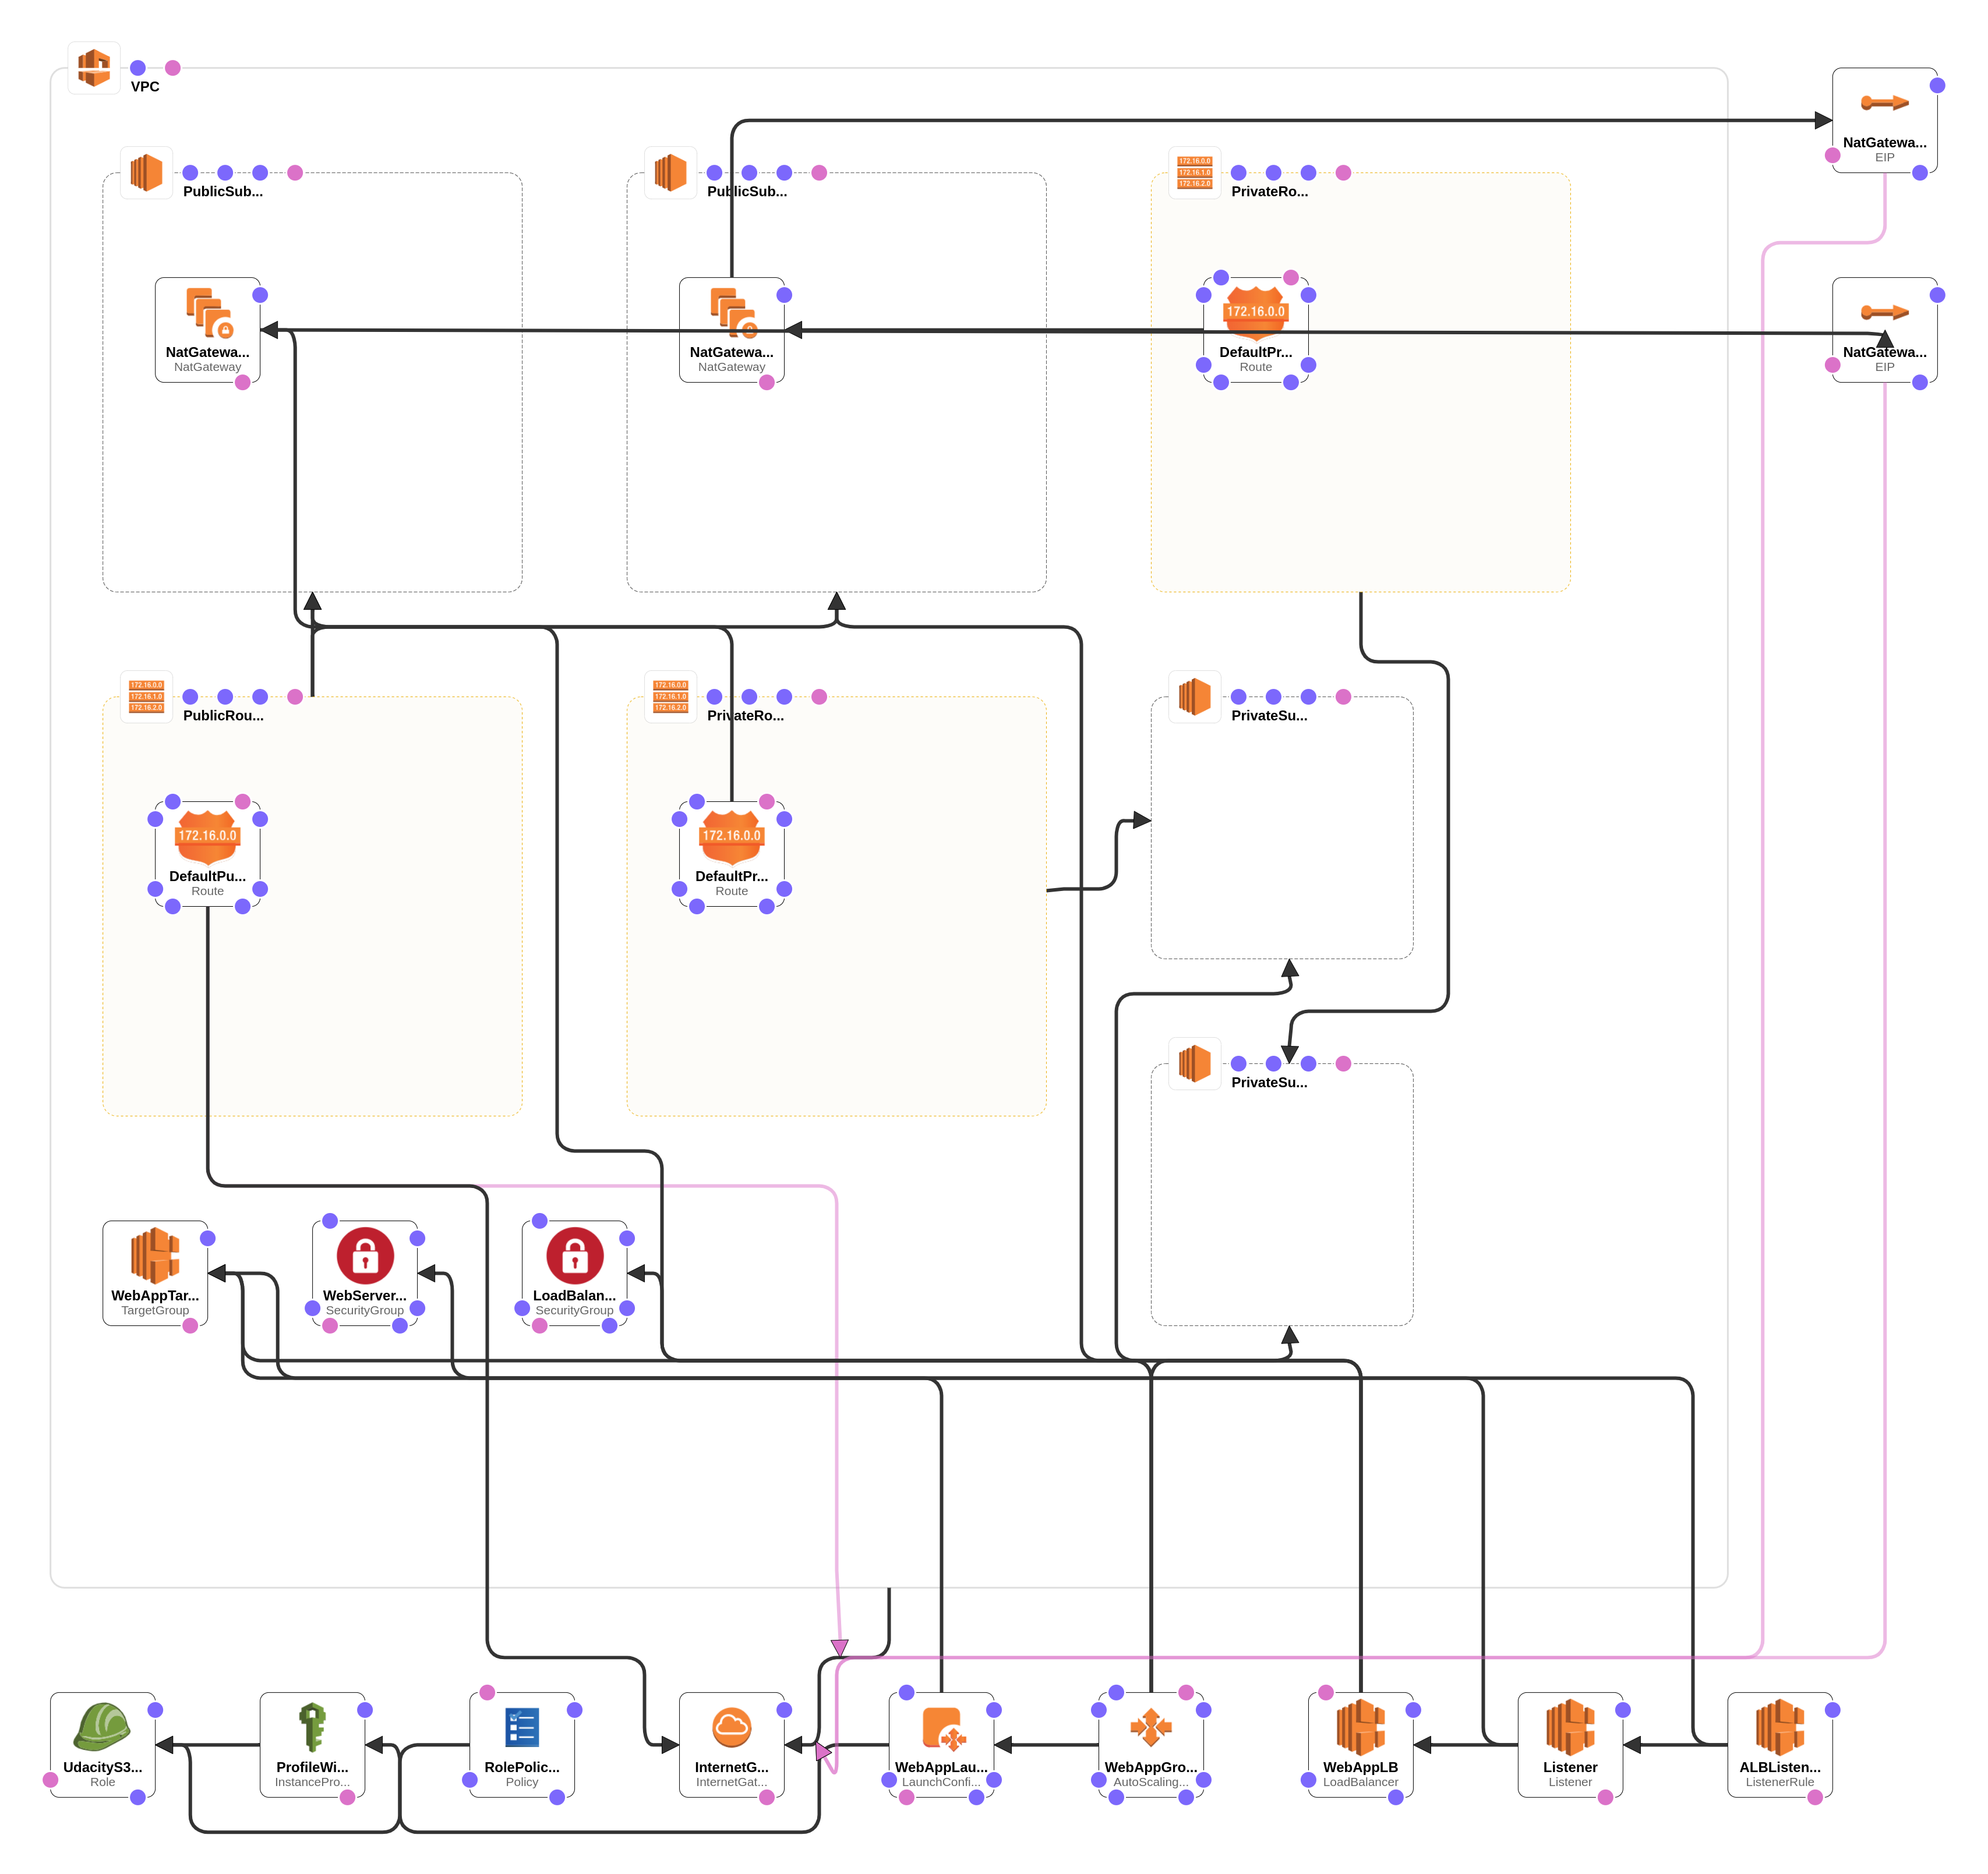 VPC
NatGatewa...
EIP
PublicSub...
PublicSub...
172.16.0.0
172.16.1.0
172.16.2.0
PrivateRo...
NatGatewa...
NatGateway
NatGatewa...
NatGateway
172.16.0.0
DefaultPr...
Route
NatGatewa...
EIP
172.16.0.0
172.16.1.0
172.16.2.0
PublicRou...
172.16.0.0
172.16.1.0
172.16.2.0
PrivateRo...
PrivateSu...
172.16.0.0
DefaultPu...
Route
172.16.0.0
DefaultPr...
Route
PrivateSu...
WebAppTar...
TargetGroup
WebServer...
SecurityGroup
LoadBalan...
SecurityGroup
UdacityS3...
Role
ProfileWi...
InstancePro...
RolePolic...
Policy
InternetG...
InternetGat...
WebAppLau...
LaunchConfi...
WebAppGro...
AutoScaling...
WebAppLB
LoadBalancer
Listener
Listener
ALBListen...
ListenerRule